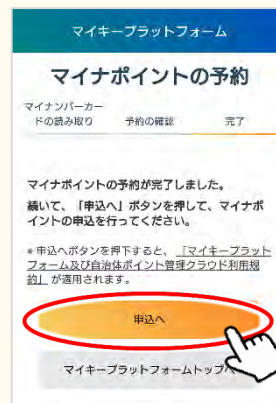 マイキープラットフォーム
マイナポイントの予約
マイナンバーカー
ドの読み取り 予約の確認 完了
マイナポイントの予約が完了しました。
続いて、「申込へ」ボタンを押して、マイナポ
イントの申込を行ってください。
※申込へボタンを押下すると、「マイキープラット
フォーム及び自治体ポイント管理クラウド利用規
約」が適用されます。
申込へ
マイキープラットフォームトップへ